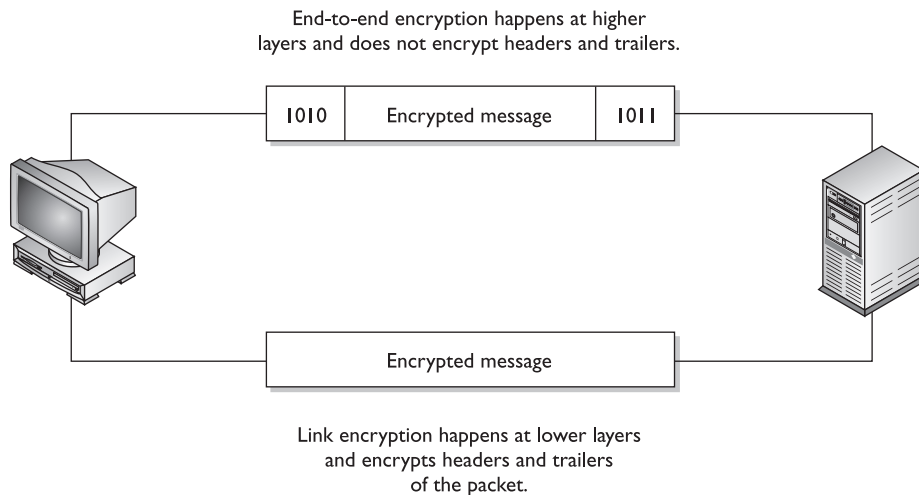 End-to-end encryption happens at higher
layers and does not encrypt headers and trailers.
1010 Encrypted message 1011
Encrypted message
Link encryption happens at lower layers
and encrypts headers and trailers
of the packet.